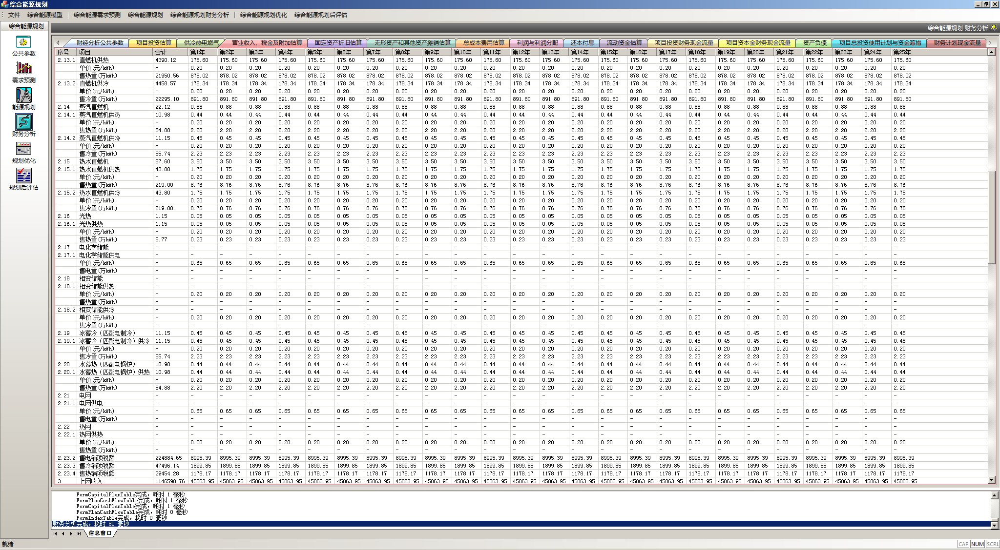 综合能源规划
文件 综合能源模型 综合能源需求预测 综合能源规划 综合能源规划财务分析 综合能源规划优化 综合能源规划后评估
综合能源规划
综合能源规划-财务分析
公共参数
需求预测
能源规划
财务分析
规划优化
规划后评估
财经分析公共参数 项目投资估算 供冷热电燃气 营业收入、税金及附加估算 固定资产折旧估算 无形资产和其他资产摊销估算 总成本费用估算 利润与利润分配 还本付息 流动资金估算 项目投资财务现金流量 项目资本金财务现金流量 资产负债 项目总投资使用计划与资金筹措 财务计划现金流量
序号 项目 合计 第1年 第2年 第3年 第4年 第5年 第6年 第7年 第8年 第9年 第10年 第11年 第12年 第13年 第14年 第15年 第16年 第17年 第18年 第19年 第20年 第21年 第22年 第23年 第24年 第25年
2.13.1 直燃机供热 4390.12 175.60 175.60 175.60 175.60 175.60 175.60 175.60 175.60 175.60 175.60 175.60 175.60 175.60 175.60 175.60 175.60 175.60 175.60 175.60 175.60 175.60 175.60 175.60 175.60 175.60
单价(元/kWh) - 0.20 0.20 0.20 0.20 0.20 0.20 0.20 0.20 0.20 0.20 0.20 0.20 0.20 0.20 0.20 0.20 0.20 0.20 0.20 0.20 0.20 0.20 0.20 0.20 0.20
售热量(万kWh) 21950.56 878.02 878.02 878.02 878.02 878.02 878.02 878.02 878.02 878.02 878.02 878.02 878.02 878.02 878.02 878.02 878.02 878.02 878.02 878.02 878.02 878.02 878.02 878.02 878.02 878.02
2.13.2 直燃机供冷 4458.57 178.34 178.34 178.34 178.34 178.34 178.34 178.34 178.34 178.34 178.34 178.34 178.34 178.34 178.34 178.34 178.34 178.34 178.34 178.34 178.34 178.34 178.34 178.34 178.34 178.34
单价(元/kWh) - 0.20 0.20 0.20 0.20 0.20 0.20 0.20 0.20 0.20 0.20 0.20 0.20 0.20 0.20 0.20 0.20 0.20 0.20 0.20 0.20 0.20 0.20 0.20 0.20 0.20
售冷量(万kWh) 22295.10 891.80 891.80 891.80 891.80 891.80 891.80 891.80 891.80 891.80 891.80 891.80 891.80 891.80 891.80 891.80 891.80 891.80 891.80 891.80 891.80 891.80 891.80 891.80 891.80 891.80
2.14 蒸汽直燃机 22.12 0.88 0.88 0.88 0.88 0.88 0.88 0.88 0.88 0.88 0.88 0.88 0.88 0.88 0.88 0.88 0.88 0.88 0.88 0.88 0.88 0.88 0.88 0.88 0.88 0.88
2.14.1 蒸汽直燃机供热 10.98 0.44 0.44 0.44 0.44 0.44 0.44 0.44 0.44 0.44 0.44 0.44 0.44 0.44 0.44 0.44 0.44 0.44 0.44 0.44 0.44 0.44 0.44 0.44 0.44 0.44
单价(元/kWh) - 0.20 0.20 0.20 0.20 0.20 0.20 0.20 0.20 0.20 0.20 0.20 0.20 0.20 0.20 0.20 0.20 0.20 0.20 0.20 0.20 0.20 0.20 0.20 0.20 0.20
售热量(万kWh) 54.88 2.20 2.20 2.20 2.20 2.20 2.20 2.20 2.20 2.20 2.20 2.20 2.20 2.20 2.20 2.20 2.20 2.20 2.20 2.20 2.20 2.20 2.20 2.20 2.20 2.20
2.14.2 蒸汽直燃机供冷 11.15 0.45 0.45 0.45 0.45 0.45 0.45 0.45 0.45 0.45 0.45 0.45 0.45 0.45 0.45 0.45 0.45 0.45 0.45 0.45 0.45 0.45 0.45 0.45 0.45 0.45
单价(元/kWh) - 0.20 0.20 0.20 0.20 0.20 0.20 0.20 0.20 0.20 0.20 0.20 0.20 0.20 0.20 0.20 0.20 0.20 0.20 0.20 0.20 0.20 0.20 0.20 0.20 0.20
售冷量(万kWh) 55.74 2.23 2.23 2.23 2.23 2.23 2.23 2.23 2.23 2.23 2.23 2.23 2.23 2.23 2.23 2.23 2.23 2.23 2.23 2.23 2.23 2.23 2.23 2.23 2.23 2.23
2.15 热水直燃机 87.60 3.50 3.50 3.50 3.50 3.50 3.50 3.50 3.50 3.50 3.50 3.50 3.50 3.50 3.50 3.50 3.50 3.50 3.50 3.50 3.50 3.50 3.50 3.50 3.50 3.50
2.15.1 热水直燃机供热 43.80 1.75 1.75 1.75 1.75 1.75 1.75 1.75 1.75 1.75 1.75 1.75 1.75 1.75 1.75 1.75 1.75 1.75 1.75 1.75 1.75 1.75 1.75 1.75 1.75 1.75
单价(元/kWh) - 0.20 0.20 0.20 0.20 0.20 0.20 0.20 0.20 0.20 0.20 0.20 0.20 0.20 0.20 0.20 0.20 0.20 0.20 0.20 0.20 0.20 0.20 0.20 0.20 0.20
售热量(万kWh) 219.00 8.76 8.76 8.76 8.76 8.76 8.76 8.76 8.76 8.76 8.76 8.76 8.76 8.76 8.76 8.76 8.76 8.76 8.76 8.76 8.76 8.76 8.76 8.76 8.76 8.76
2.15.2 热水直燃机供冷 43.80 1.75 1.75 1.75 1.75 1.75 1.75 1.75 1.75 1.75 1.75 1.75 1.75 1.75 1.75 1.75 1.75 1.75 1.75 1.75 1.75 1.75 1.75 1.75 1.75 1.75
单价(元/kWh) - 0.20 0.20 0.20 0.20 0.20 0.20 0.20 0.20 0.20 0.20 0.20 0.20 0.20 0.20 0.20 0.20 0.20 0.20 0.20 0.20 0.20 0.20 0.20 0.20 0.20
售冷量(万kWh) 219.00 8.76 8.76 8.76 8.76 8.76 8.76 8.76 8.76 8.76 8.76 8.76 8.76 8.76 8.76 8.76 8.76 8.76 8.76 8.76 8.76 8.76 8.76 8.76 8.76 8.76
2.16 光热 1.15 0.05 0.05 0.05 0.05 0.05 0.05 0.05 0.05 0.05 0.05 0.05 0.05 0.05 0.05 0.05 0.05 0.05 0.05 0.05 0.05 0.05 0.05 0.05 0.05 0.05
2.16.1 光热供热 1.15 0.05 0.05 0.05 0.05 0.05 0.05 0.05 0.05 0.05 0.05 0.05 0.05 0.05 0.05 0.05 0.05 0.05 0.05 0.05 0.05 0.05 0.05 0.05 0.05 0.05
单价(元/kWh) - 0.20 0.20 0.20 0.20 0.20 0.20 0.20 0.20 0.20 0.20 0.20 0.20 0.20 0.20 0.20 0.20 0.20 0.20 0.20 0.20 0.20 0.20 0.20 0.20 0.20
售热量(万kWh) 5.77 0.23 0.23 0.23 0.23 0.23 0.23 0.23 0.23 0.23 0.23 0.23 0.23 0.23 0.23 0.23 0.23 0.23 0.23 0.23 0.23 0.23 0.23 0.23 0.23 0.23
2.17 电化学储能 - - - - - - - - - - - - - - - - - - - - - - - - - -
2.17.1 电化学储能供电 - - - - - - - - - - - - - - - - - - - - - - - - - -
单价(元/kWh) - 0.65 0.65 0.65 0.65 0.65 0.65 0.65 0.65 0.65 0.65 0.65 0.65 0.65 0.65 0.65 0.65 0.65 0.65 0.65 0.65 0.65 0.65 0.65 0.65 0.65
售电量(万kWh) - - - - - - - - - - - - - - - - - - - - - - - - - -
2.18 相变储能 - - - - - - - - - - - - - - - - - - - - - - - - - -
2.18.1 相变储能供热 - - - - - - - - - - - - - - - - - - - - - - - - - -
单价(元/kWh) - 0.20 0.20 0.20 0.20 0.20 0.20 0.20 0.20 0.20 0.20 0.20 0.20 0.20 0.20 0.20 0.20 0.20 0.20 0.20 0.20 0.20 0.20 0.20 0.20 0.20
售热量(万kWh) - - - - - - - - - - - - - - - - - - - - - - - - - -
2.18.2 相变储能供冷 - - - - - - - - - - - - - - - - - - - - - - - - - -
单价(元/kWh) - 0.20 0.20 0.20 0.20 0.20 0.20 0.20 0.20 0.20 0.20 0.20 0.20 0.20 0.20 0.20 0.20 0.20 0.20 0.20 0.20 0.20 0.20 0.20 0.20 0.20
售冷量(万kWh) - - - - - - - - - - - - - - - - - - - - - - - - - -
2.19 冰蓄冷（匹配电制冷） 11.15 0.45 0.45 0.45 0.45 0.45 0.45 0.45 0.45 0.45 0.45 0.45 0.45 0.45 0.45 0.45 0.45 0.45 0.45 0.45 0.45 0.45 0.45 0.45 0.45 0.45
2.19.1 冰蓄冷（匹配电制冷）供冷 11.15 0.45 0.45 0.45 0.45 0.45 0.45 0.45 0.45 0.45 0.45 0.45 0.45 0.45 0.45 0.45 0.45 0.45 0.45 0.45 0.45 0.45 0.45 0.45 0.45 0.45
单价(元/kWh) - 0.20 0.20 0.20 0.20 0.20 0.20 0.20 0.20 0.20 0.20 0.20 0.20 0.20 0.20 0.20 0.20 0.20 0.20 0.20 0.20 0.20 0.20 0.20 0.20 0.20
售冷量(万kWh) 55.74 2.23 2.23 2.23 2.23 2.23 2.23 2.23 2.23 2.23 2.23 2.23 2.23 2.23 2.23 2.23 2.23 2.23 2.23 2.23 2.23 2.23 2.23 2.23 2.23 2.23
2.20 水蓄热（匹配电锅炉） 10.98 0.44 0.44 0.44 0.44 0.44 0.44 0.44 0.44 0.44 0.44 0.44 0.44 0.44 0.44 0.44 0.44 0.44 0.44 0.44 0.44 0.44 0.44 0.44 0.44 0.44
2.20.1 水蓄热（匹配电锅炉）供热 10.98 0.44 0.44 0.44 0.44 0.44 0.44 0.44 0.44 0.44 0.44 0.44 0.44 0.44 0.44 0.44 0.44 0.44 0.44 0.44 0.44 0.44 0.44 0.44 0.44 0.44
单价(元/kWh) - 0.20 0.20 0.20 0.20 0.20 0.20 0.20 0.20 0.20 0.20 0.20 0.20 0.20 0.20 0.20 0.20 0.20 0.20 0.20 0.20 0.20 0.20 0.20 0.20 0.20
售热量(万kWh) 54.88 2.20 2.20 2.20 2.20 2.20 2.20 2.20 2.20 2.20 2.20 2.20 2.20 2.20 2.20 2.20 2.20 2.20 2.20 2.20 2.20 2.20 2.20 2.20 2.20 2.20
2.21 电网 - - - - - - - - - - - - - - - - - - - - - - - - - -
2.21.1 电网供电 - - - - - - - - - - - - - - - - - - - - - - - - - -
单价(元/kWh) - 0.65 0.65 0.65 0.65 0.65 0.65 0.65 0.65 0.65 0.65 0.65 0.65 0.65 0.65 0.65 0.65 0.65 0.65 0.65 0.65 0.65 0.65 0.65 0.65 0.65
售电量(万kWh) - - - - - - - - - - - - - - - - - - - - - - - - - -
2.22 热网 - - - - - - - - - - - - - - - - - - - - - - - - - -
2.22.1 热网供热 - - - - - - - - - - - - - - - - - - - - - - - - - -
单价(元/kWh) - 0.20 0.20 0.20 0.20 0.20 0.20 0.20 0.20 0.20 0.20 0.20 0.20 0.20 0.20 0.20 0.20 0.20 0.20 0.20 0.20 0.20 0.20 0.20 0.20 0.20
售热量(万kWh) - - - - - - - - - - - - - - - - - - - - - - - - - -
2.23.2 售电销项税额 224884.65 8995.39 8995.39 8995.39 8995.39 8995.39 8995.39 8995.39 8995.39 8995.39 8995.39 8995.39 8995.39 8995.39 8995.39 8995.39 8995.39 8995.39 8995.39 8995.39 8995.39 8995.39 8995.39 8995.39 8995.39 8995.39
2.23.3 售冷销项税额 47496.14 1899.85 1899.85 1899.85 1899.85 1899.85 1899.85 1899.85 1899.85 1899.85 1899.85 1899.85 1899.85 1899.85 1899.85 1899.85 1899.85 1899.85 1899.85 1899.85 1899.85 1899.85 1899.85 1899.85 1899.85 1899.85
2.23.4 售热销项税额 29454.28 1178.17 1178.17 1178.17 1178.17 1178.17 1178.17 1178.17 1178.17 1178.17 1178.17 1178.17 1178.17 1178.17 1178.17 1178.17 1178.17 1178.17 1178.17 1178.17 1178.17 1178.17 1178.17 1178.17 1178.17 1178.17
3 上网收入 1146598.76 45863.95 45863.95 45863.95 45863.95 45863.95 45863.95 45863.95 45863.95 45863.95 45863.95 45863.95 45863.95 45863.95 45863.95 45863.95 45863.95 45863.95 45863.95 45863.95 45863.95 45863.95 45863.95 45863.95 45863.95 45863.95
FormCapitalPlanTable完成，耗时 1 毫秒
FormPlanCashFlowTable完成，耗时 1 毫秒
FormCapitalPlanTable完成，耗时 1 毫秒
FormPlanCashFlowTable完成，耗时 0 毫秒
FormIndexTable完成，耗时 0 毫秒
财务分析完成，耗时 80 毫秒
信息窗口
就绪
CAP NUM SCRL